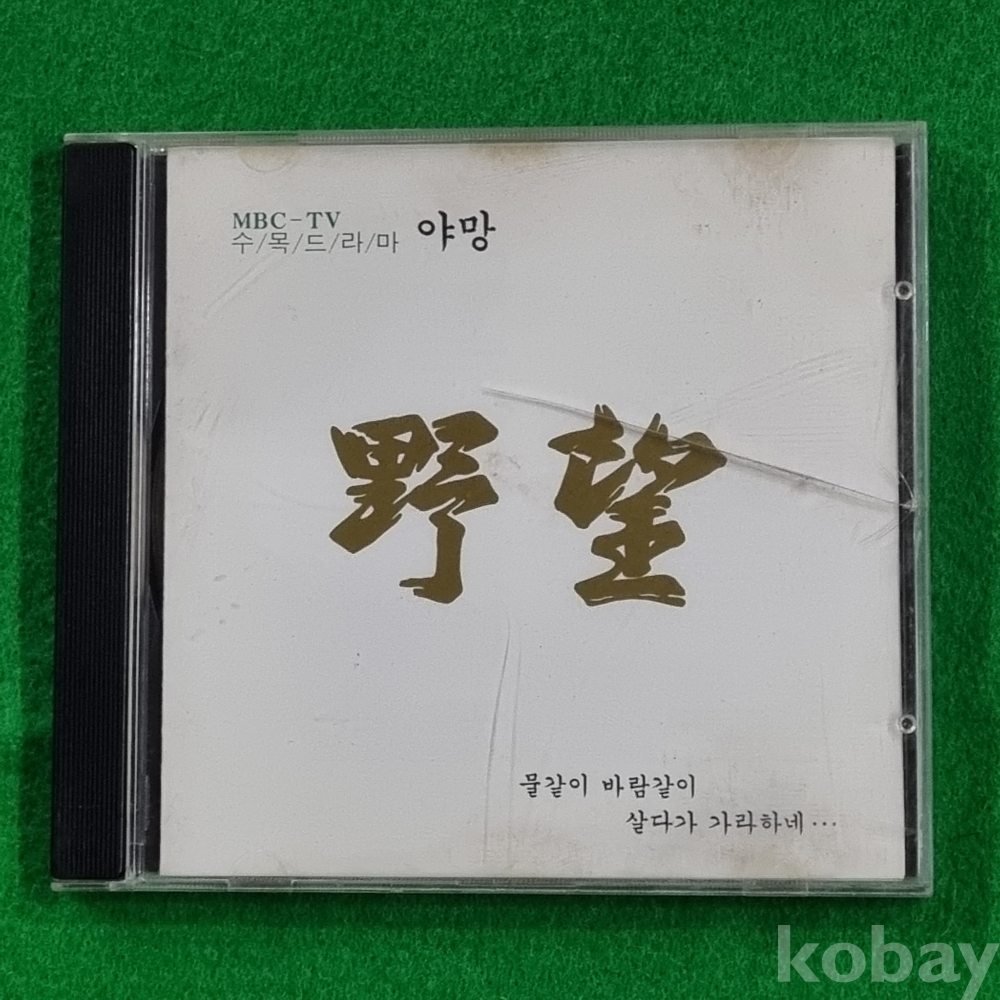 MBC-TV
수/목/드/라/마 야망
野望
물같이 바람같이
살다가 가라하네···
kobay